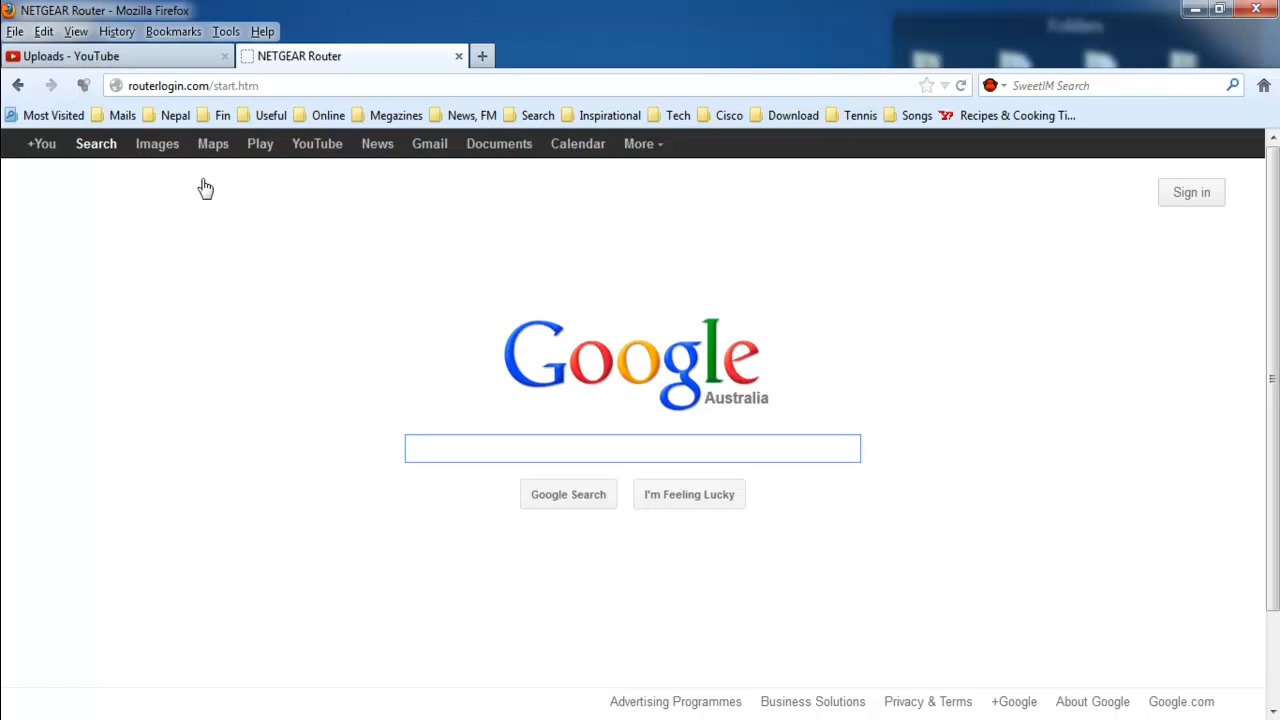 NETGEAR Router - Mozilla Firefox
Folders
File Edit View History Bookmarks Tools Help
Uploads - YouTube × NETGEAR Router × +
routerlogin.com/start.htm SweetIM Search
Most Visited Mails Nepal Fin Useful Online Megazines News, FM Search Inspirational Tech Cisco Download Tennis Songs Recipes & Cooking Ti...
+You Search Images Maps Play YouTube News Gmail Documents Calendar More
Sign in
Google
Australia
Google Search I'm Feeling Lucky
Advertising Programmes Business Solutions Privacy & Terms +Google About Google Google.com